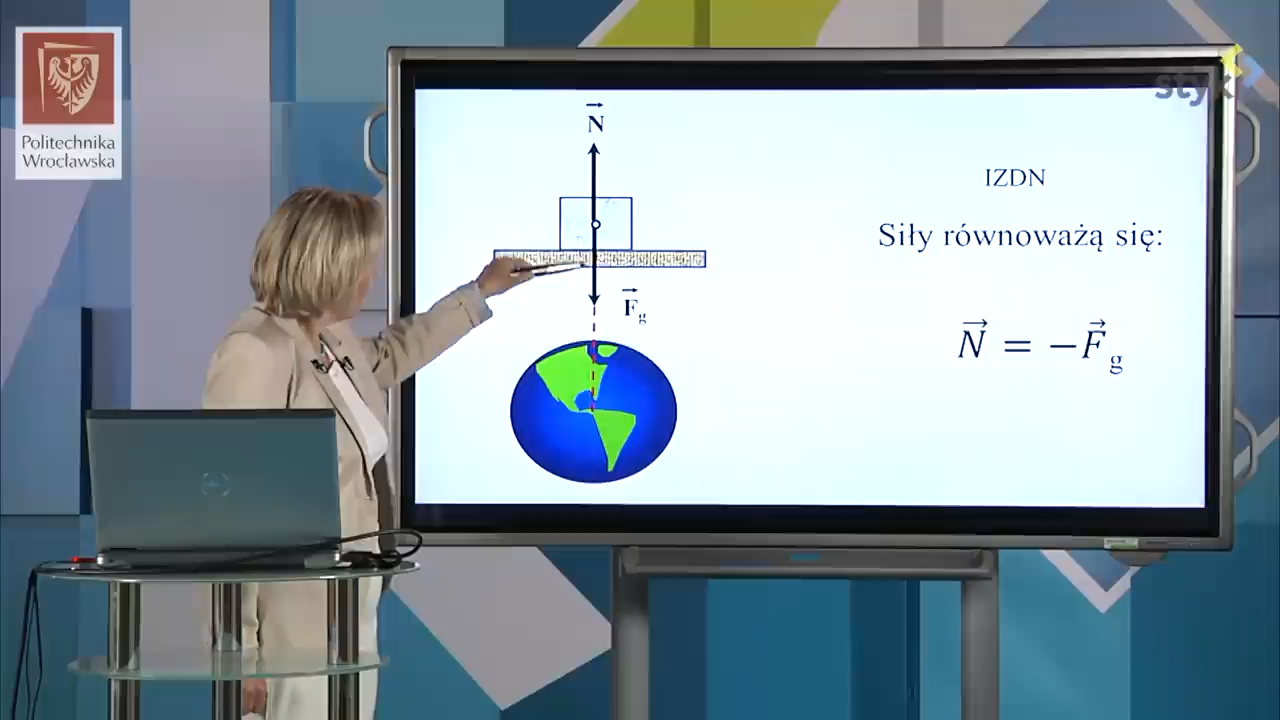 Politechnika
Wrocławska
styk
N
F g
IZDN
Siły równoważą się:
N = −F g